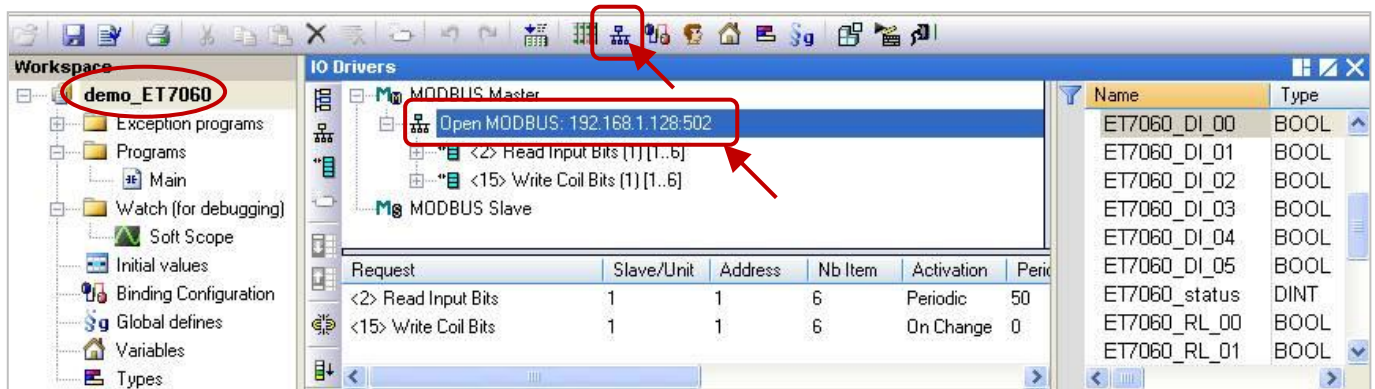 Workspace
demo_ET7060
Exception programs
Programs
Main
Watch (for debugging)
Soft Scope
Initial values
Binding Configuration
Global defines
Variables
Types
IO Drivers
MODBUS Master
Open MODBUS: 192.168.1.128:502
<2> Read Input Bits (1) [1..6]
<15> Write Coil Bits (1) [1..6]
MODBUS Slave
Request Slave/Unit Address Nb Item Activation Peri
<2> Read Input Bits 1 1 6 Periodic 50
<15> Write Coil Bits 1 1 6 On Change 0
Name Type
ET7060_DI_00 BOOL
ET7060_DI_01 BOOL
ET7060_DI_02 BOOL
ET7060_DI_03 BOOL
ET7060_DI_04 BOOL
ET7060_DI_05 BOOL
ET7060_status DINT
ET7060_RL_00 BOOL
ET7060_RL_01 BOOL